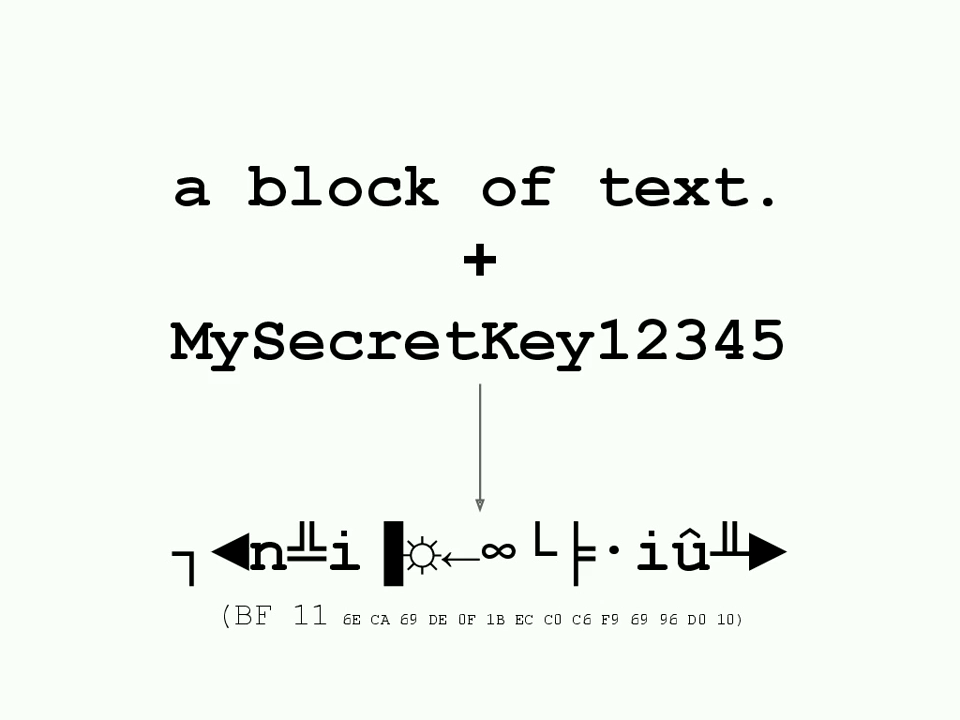 a block of text.
+
MySecretKey12345
┐◄n╩i▐☼←∞└╞·iû╨►
(BF 11 6E CA 69 DE 0F 1B EC C0 C6 F9 69 96 D0 10)